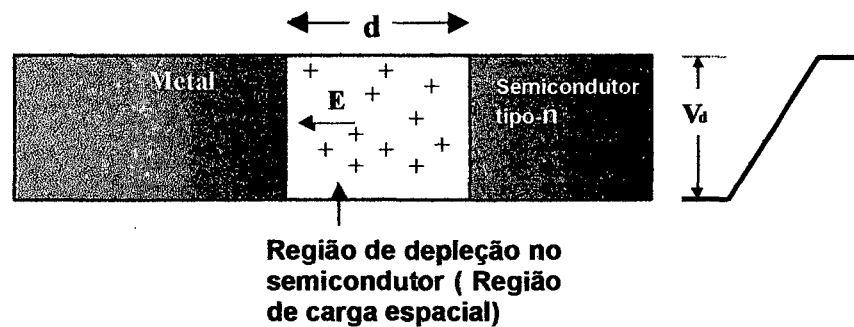 d
Metal
E
Semicondutor
tipo-n
Vd
Região de depleção no
semicondutor ( Região
de carga espacial)